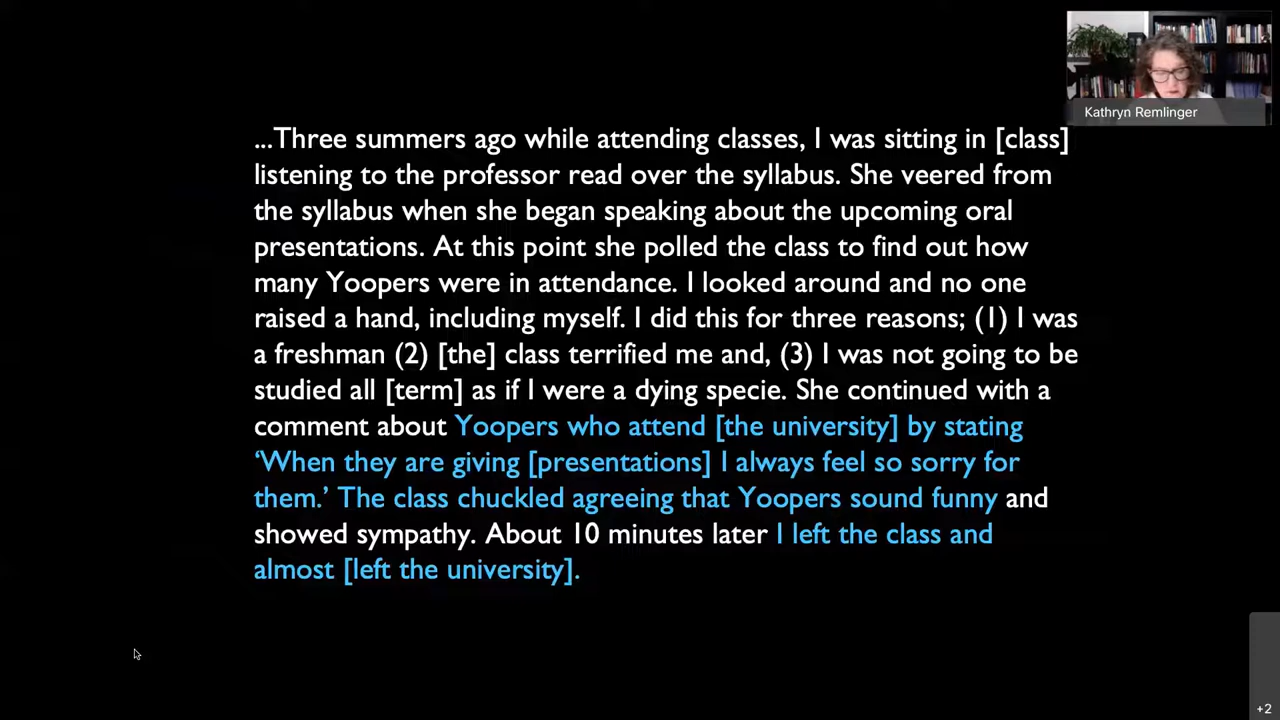 Kathryn Remlinger
...Three summers ago while attending classes, I was sitting in [class]
listening to the professor read over the syllabus. She veered from
the syllabus when she began speaking about the upcoming oral
presentations. At this point she polled the class to find out how
many Yoopers were in attendance. I looked around and no one
raised a hand, including myself. I did this for three reasons; (1) I was
a freshman (2) [the] class terrified me and, (3) I was not going to be
studied all [term] as if I were a dying specie. She continued with a
comment about Yoopers who attend [the university] by stating
‘When they are giving [presentations] I always feel so sorry for
them.’ The class chuckled agreeing that Yoopers sound funny and
showed sympathy. About 10 minutes later I left the class and
almost [left the university].
+2